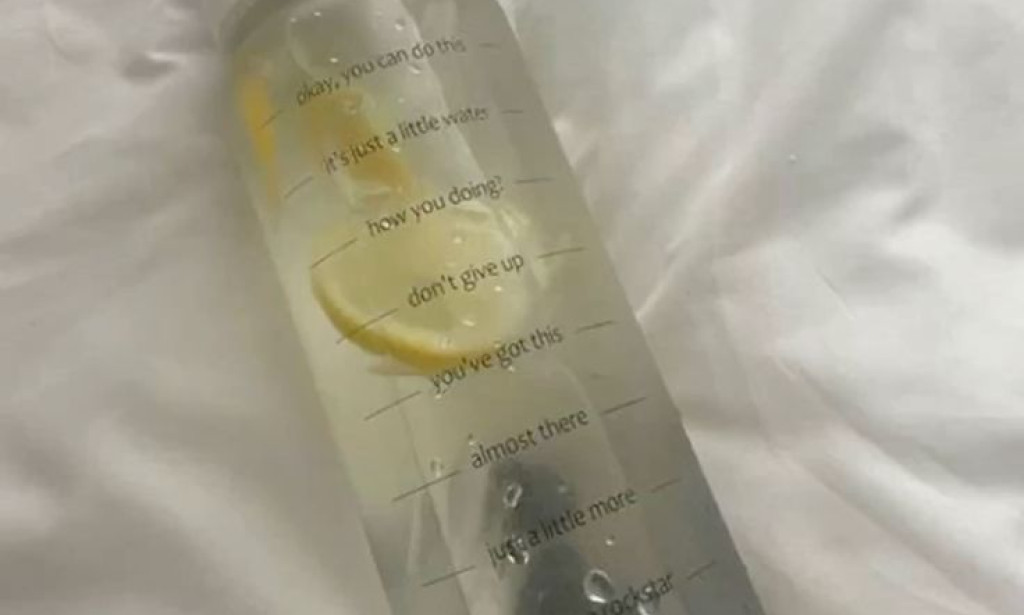 okay, you can do this
it's just a little water
how you doing?
don't give up
you've got this
almost there
just a little more
rockstar